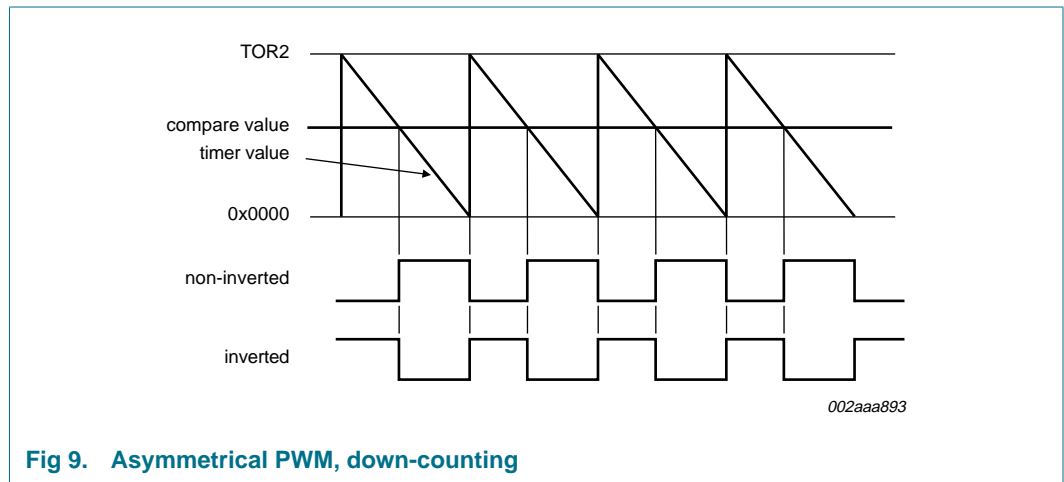 TOR2
compare value
timer value
0x0000
non-inverted
inverted
002aaa893
Fig 9. Asymmetrical PWM, down-counting